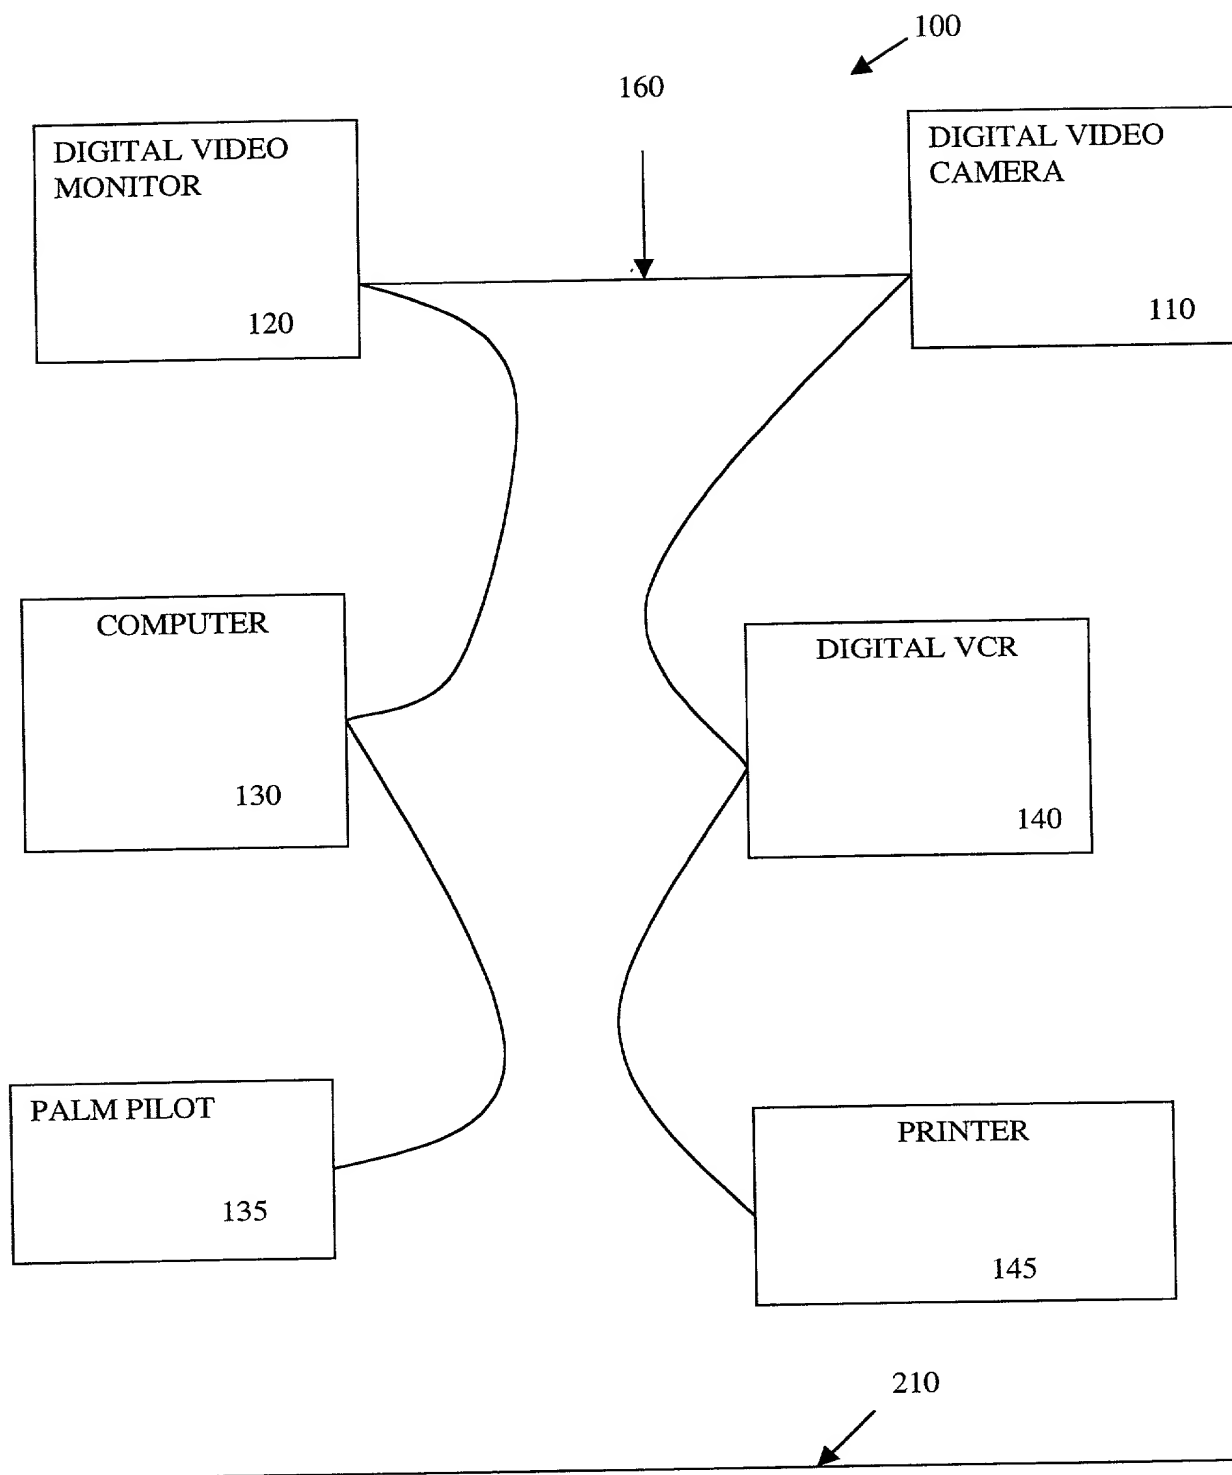 100
160
DIGITAL VIDEO
MONITOR
120
DIGITAL VIDEO
CAMERA
110
COMPUTER
130
DIGITAL VCR
140
PALM PILOT
135
PRINTER
145
210